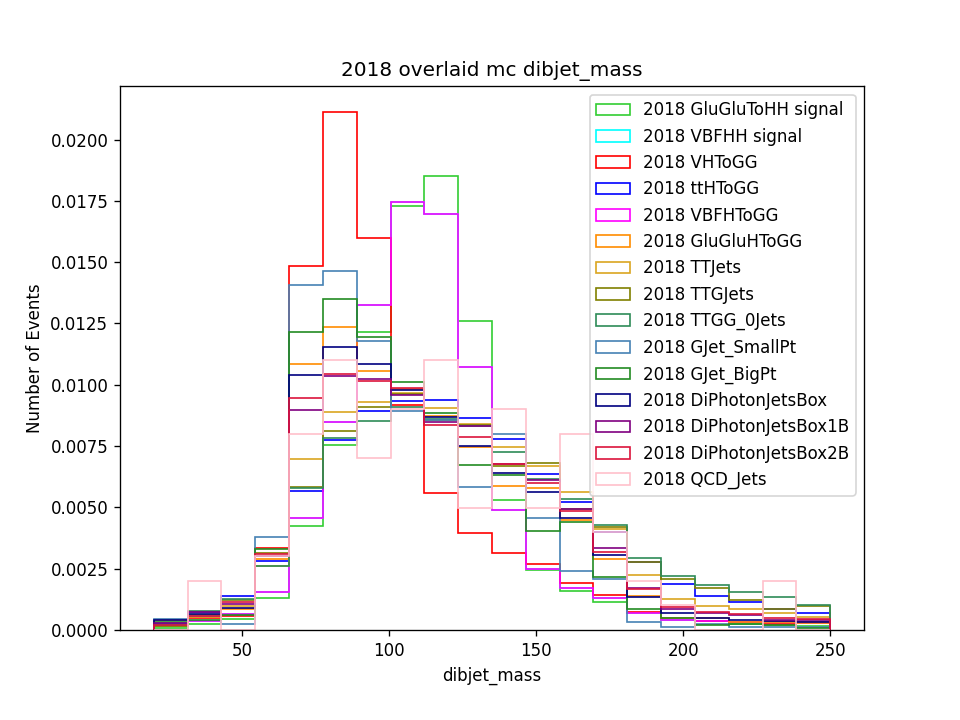 2018 overlaid mc dibjet_mass
Number of Events
0.0200
0.0175
0.0150
0.0125
0.0100
0.0075
0.0050
0.0025
0.0000
2018 GluGluToHH signal
2018 VBFHH signal
2018 VHToGG
2018 ttHToGG
2018 VBFHToGG
2018 GluGluHToGG
2018 TTJets
2018 TTGJets
2018 TTGG_0Jets
2018 GJet_SmallPt
2018 GJet_BigPt
2018 DiPhotonJetsBox
2018 DiPhotonJetsBox1B
2018 DiPhotonJetsBox2B
2018 QCD_Jets
50
100
150
200
250
dibjet_mass